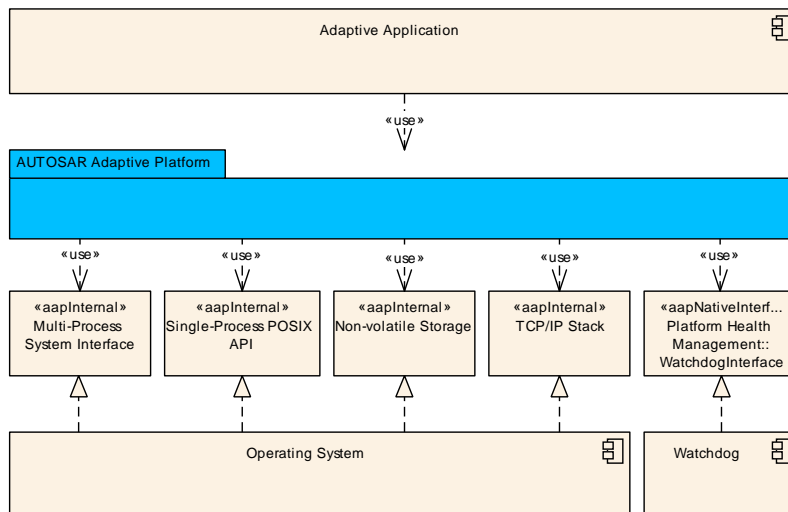 Adaptive Application
«use»
AUTOSAR Adaptive Platform
«use»
«use»
«use»
«use»
«use»
«aapInternal»
Multi-Process
System Interface
«aapInternal»
Single-Process POSIX
API
«aapInternal»
Non-volatile Storage
«aapInternal»
TCP/IP Stack
«aapNativeInterf...
Platform Health
Management::
WatchdogInterface
Operating System
Watchdog